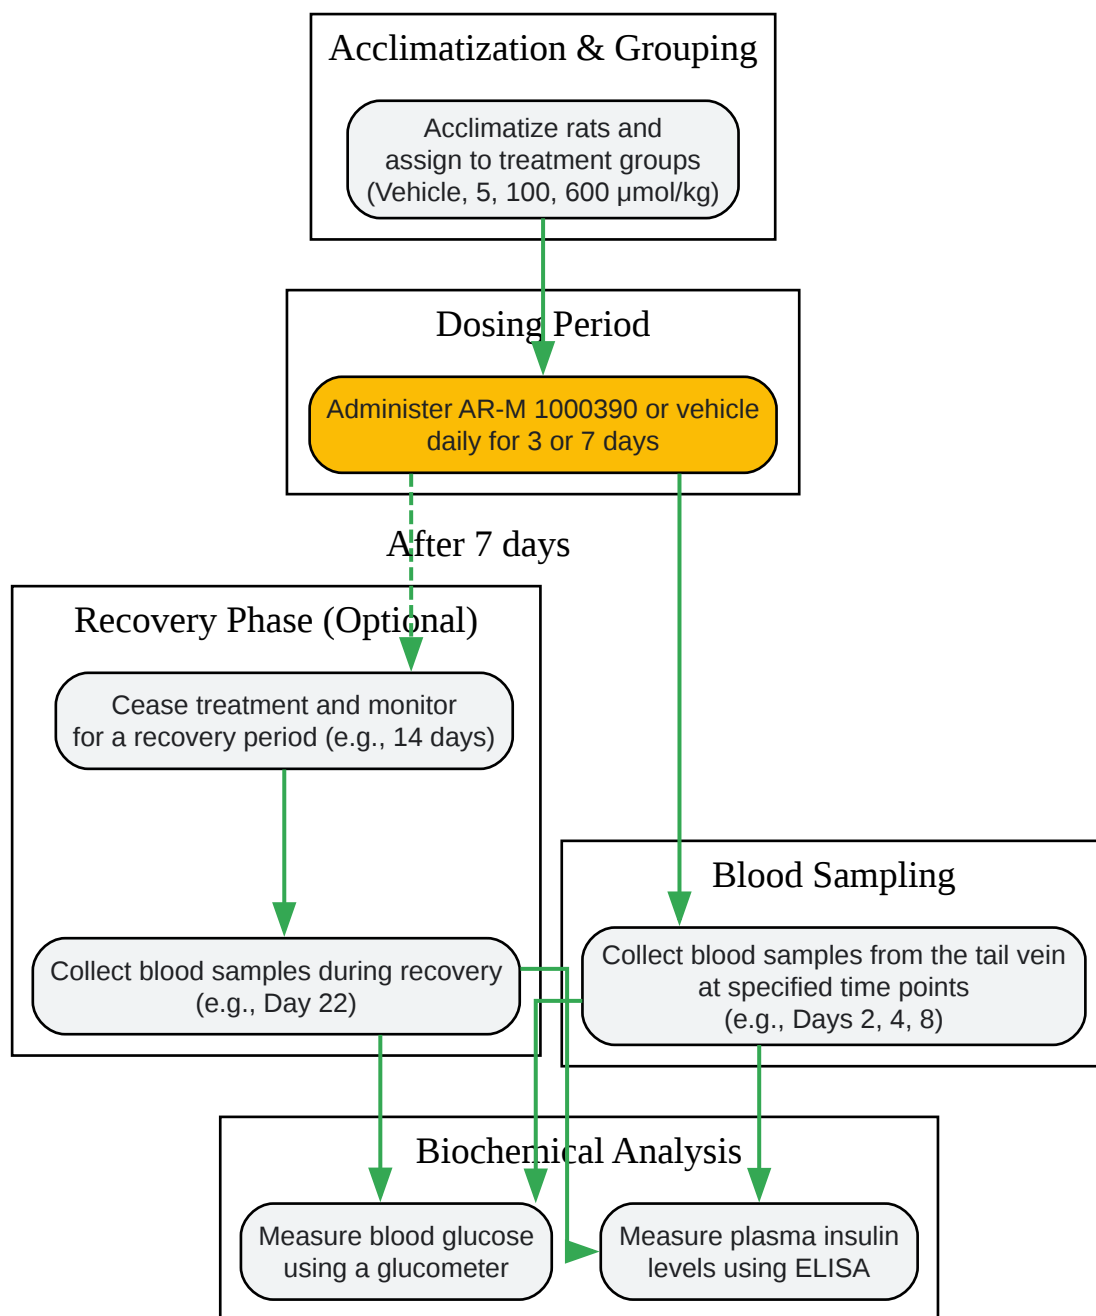 Acclimatization & Grouping
Acclimatize rats and
assign to treatment groups
(Vehicle, 5, 100, 600 μmol/kg)
Dosing Period
Administer AR-M 1000390 or vehicle
daily for 3 or 7 days
After 7 days
Recovery Phase (Optional)
Cease treatment and monitor
for a recovery period (e.g., 14 days)
Collect blood samples during recovery
(e.g., Day 22)
Blood Sampling
Collect blood samples from the tail vein
at specified time points
(e.g., Days 2, 4, 8)
Biochemical Analysis
Measure blood glucose
using a glucometer
Measure plasma insulin
levels using ELISA